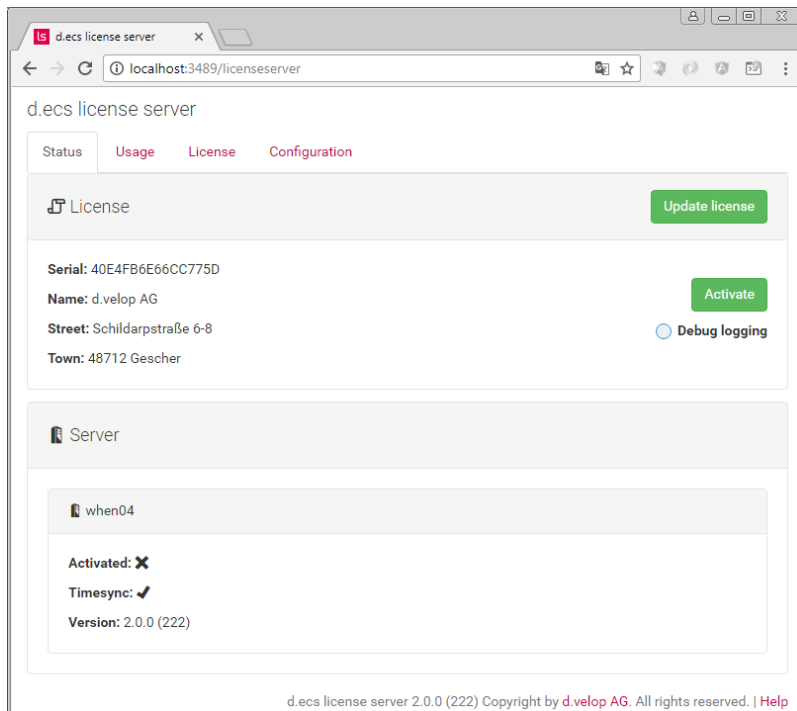 ls d.ecs license server
localhost:3489/licenseserver
d.ecs license server
Status Usage License Configuration
License Update license
Serial: 40E4FB6E66CC775D
Activate
Name: d.velop AG
Street: Schildarpstraße 6-8 Debug logging
Town: 48712 Gescher
Server
when04
Activated:
Timesync:
Version: 2.0.0 (222)
d.ecs license server 2.0.0 (222) Copyright by d.velop AG. All rights reserved. | Help